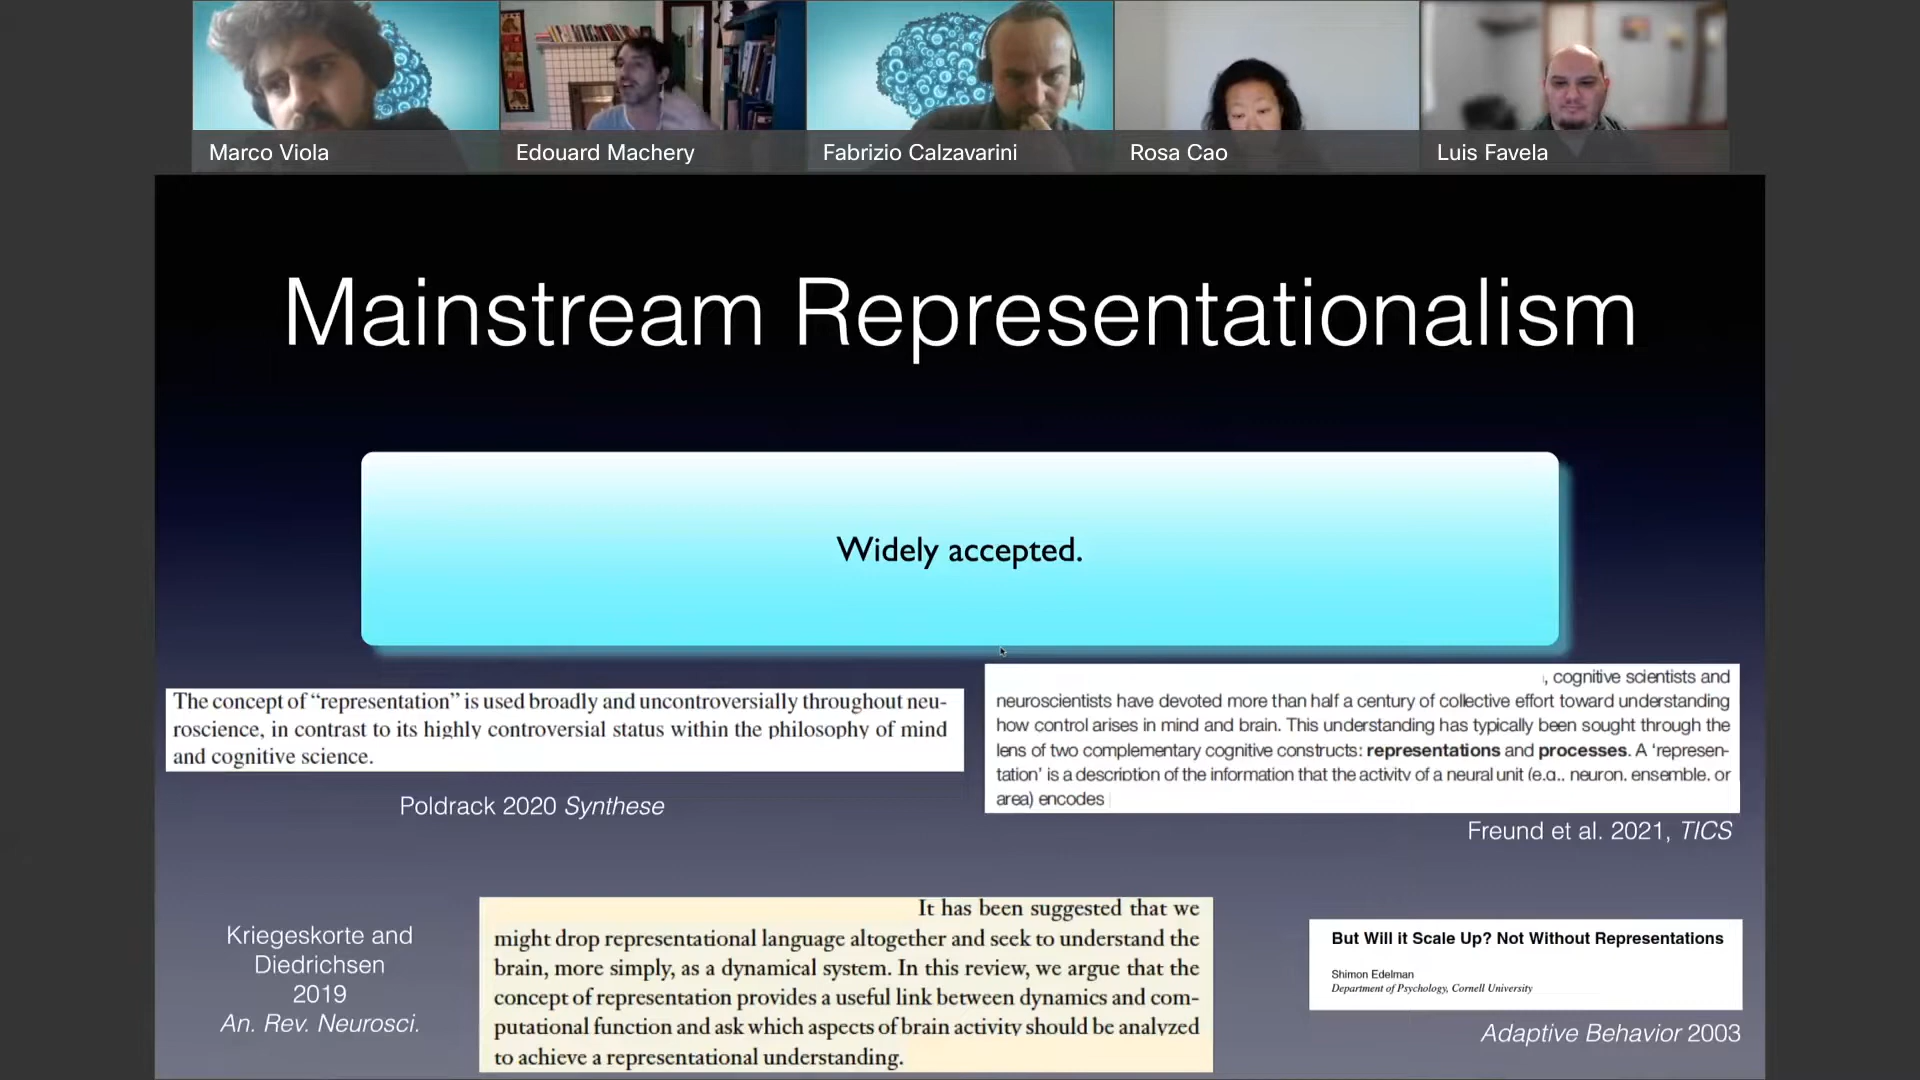 Marco Viola
Edouard Machery
Fabrizio Calzavarini
Rosa Cao
Luis Favela
Mainstream Representationalism
Widely accepted.
The concept of “representation” is used broadly and uncontroversially throughout neu-
roscience, in contrast to its highly controversial status within the philosophy of mind
and cognitive science.
Poldrack 2020 Synthese
, cognitive scientists and
neuroscientists have devoted more than half a century of collective effort toward understanding
how control arises in mind and brain. This understanding has typically been sought through the
lens of two complementary cognitive constructs: representations and processes. A ‘represen-
tation’ is a description of the information that the activity of a neural unit (e.g., neuron, ensemble, or
area) encodes
Freund et al. 2021, TICS
Kriegeskorte and
Diedrichsen
2019
An. Rev. Neurosci.
It has been suggested that we
might drop representational language altogether and seek to understand the
brain, more simply, as a dynamical system. In this review, we argue that the
concept of representation provides a useful link between dynamics and com-
putational function and ask which aspects of brain activity should be analyzed
to achieve a representational understanding.
But Will it Scale Up? Not Without Representations
Shimon Edelman
Department of Psychology, Cornell University
Adaptive Behavior 2003